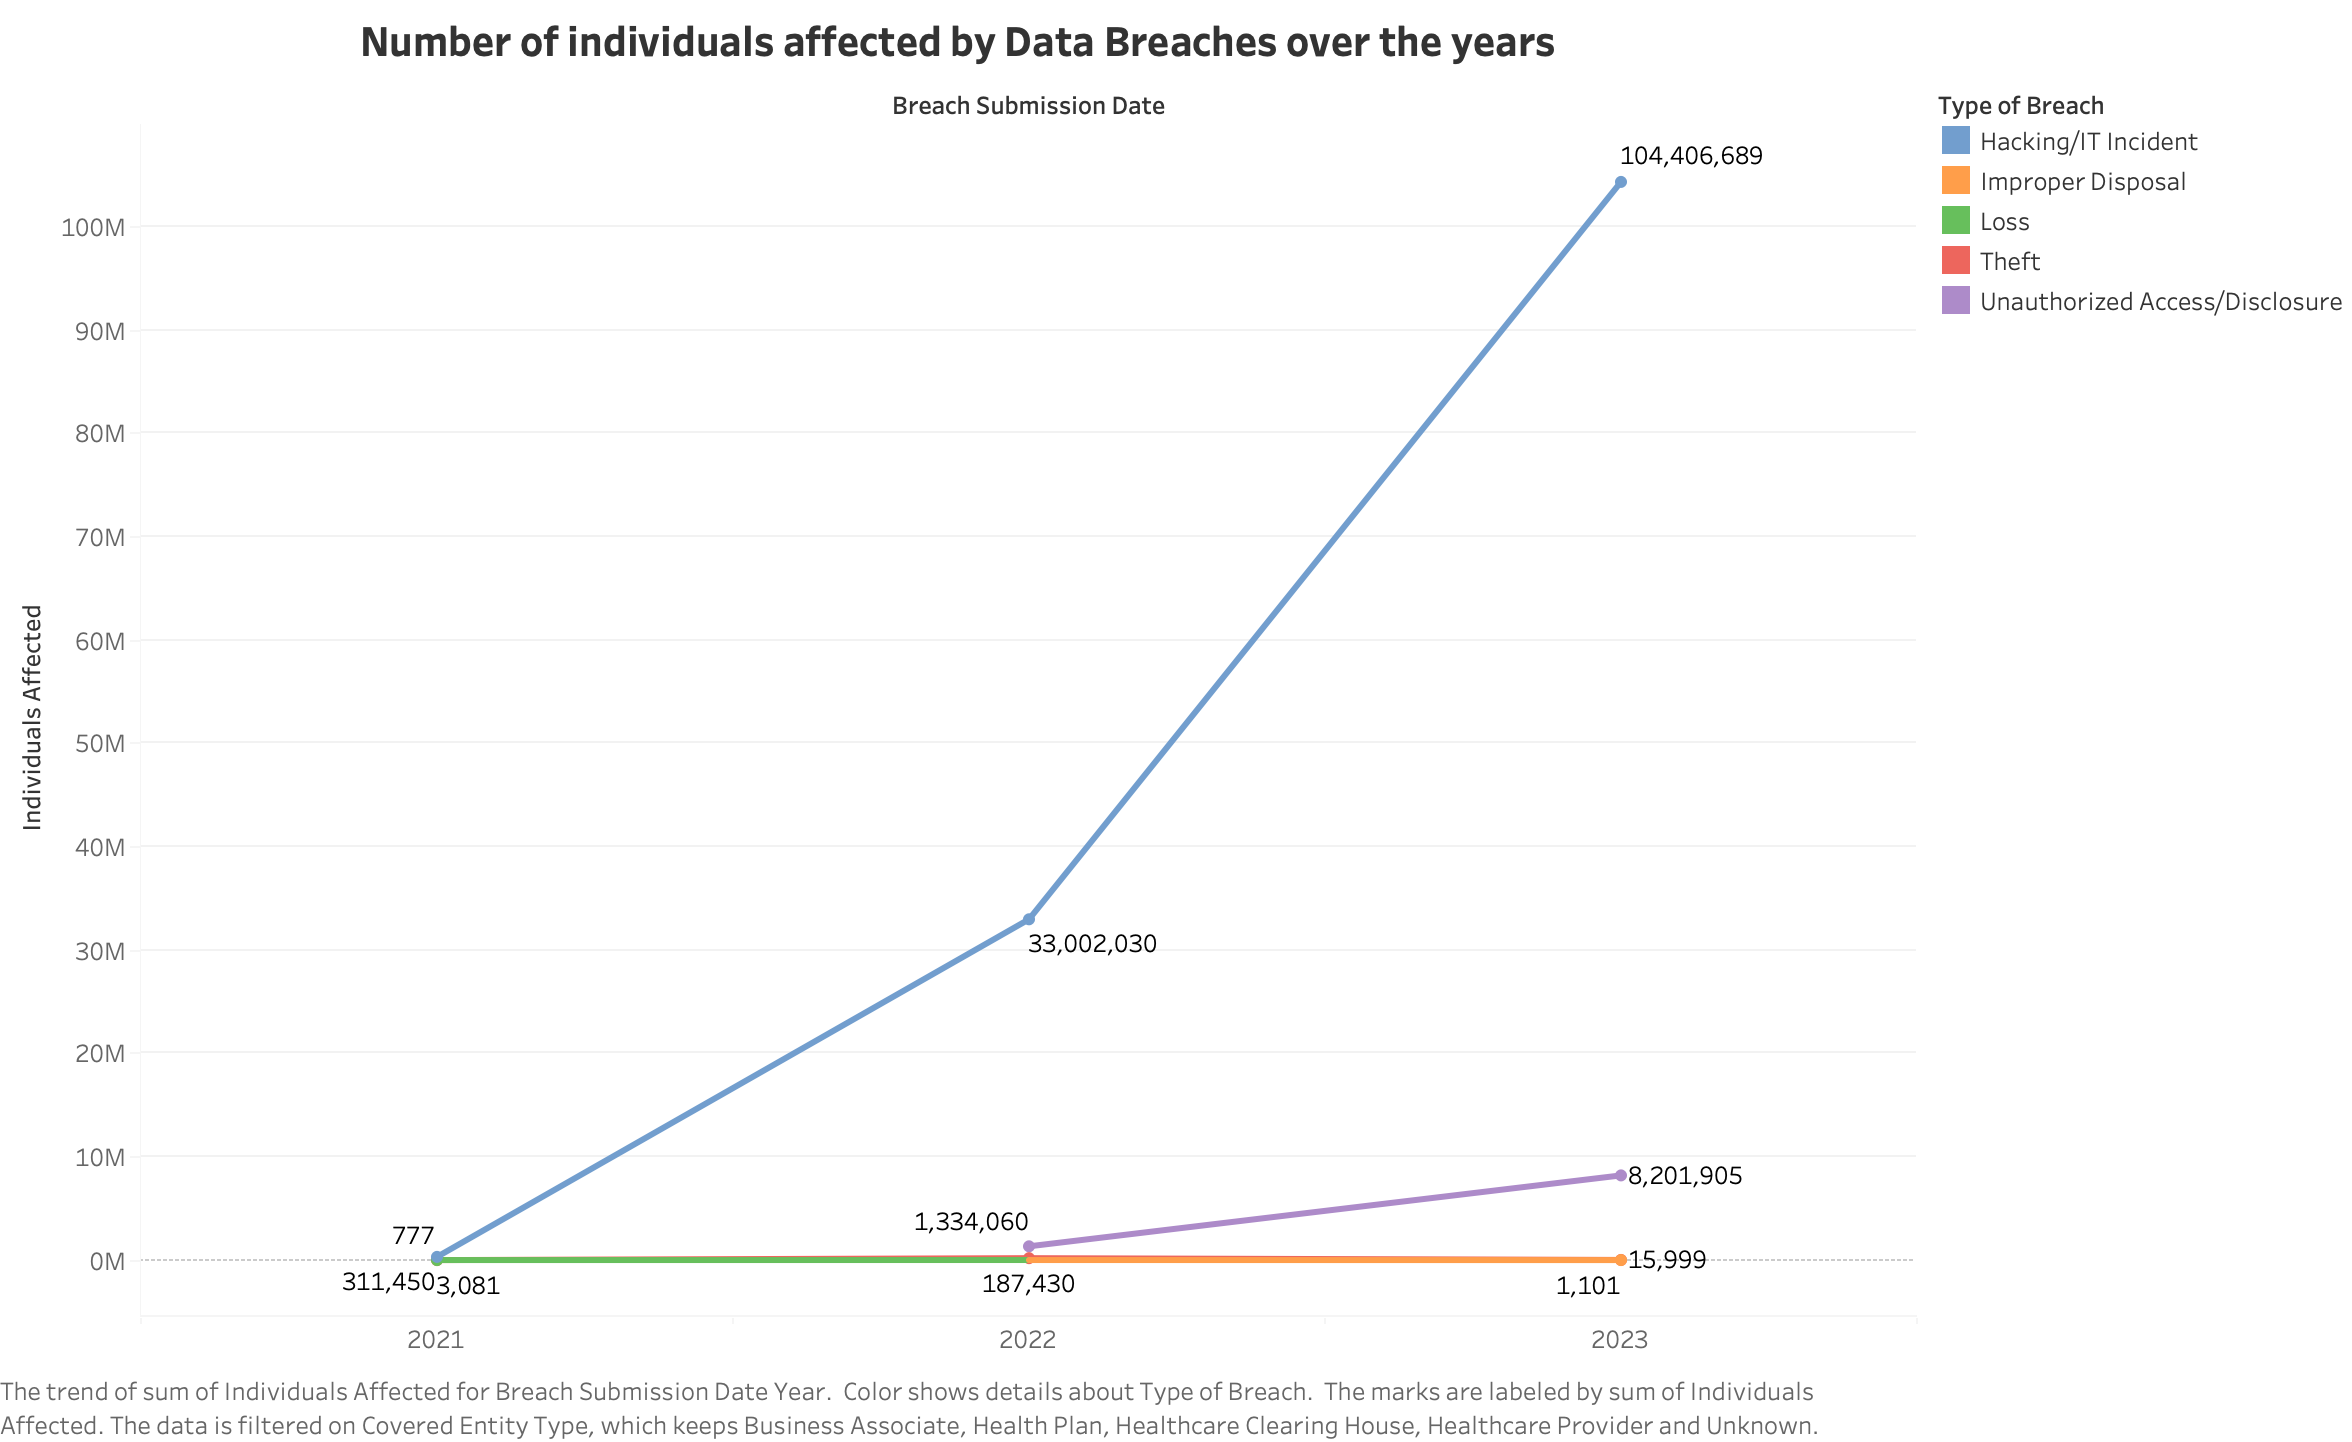 Number of individuals affected by Data Breaches over the years
Breach Submission Date
Type of Breach
Hacking/IT Incident
Improper Disposal
Loss
Theft
Unauthorized Access/Disclosure
Individuals Affected
100M
90M
80M
70M
60M
50M
40M
30M
20M
10M
0M
104,406,689
33,002,030
8,201,905
1,334,060
777
15,999
311,450
3,081
187,430
1,101
2021
2022
2023
The trend of sum of Individuals Affected for Breach Submission Date Year.  Color shows details about Type of Breach.  The marks are labeled by sum of Individuals
Affected. The data is filtered on Covered Entity Type, which keeps Business Associate, Health Plan, Healthcare Clearing House, Healthcare Provider and Unknown.